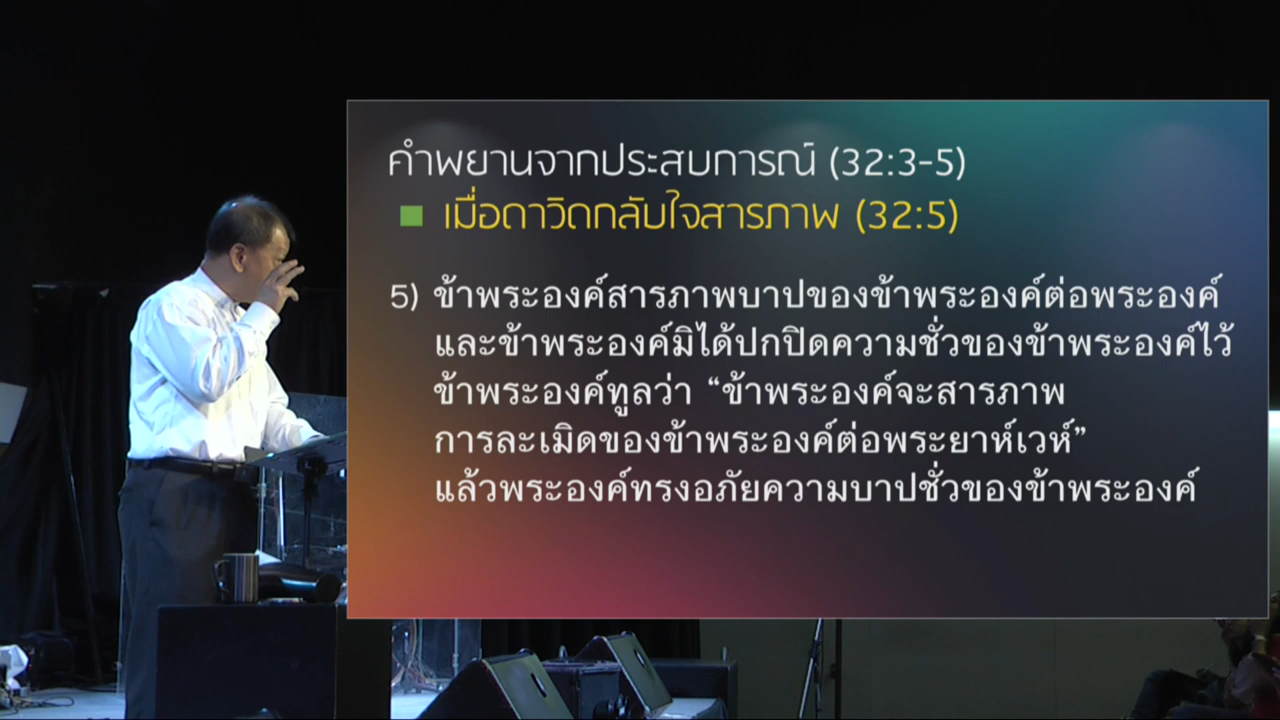 คำพยานจากประสบการณ์ (32:3-5)
เมื่อดาวิดกลับใจสารภาพ (32:5)
5) ข้าพระองค์สารภาพบาปของข้าพระองค์ต่อพระองค์
และข้าพระองค์มิได้ปกปิดความชั่วของข้าพระองค์ไว้
ข้าพระองค์ทูลว่า “ข้าพระองค์จะสารภาพ
การละเมิดของข้าพระองค์ต่อพระยาห์เวห์”
แล้วพระองค์ทรงอภัยความบาปชั่วของข้าพระองค์